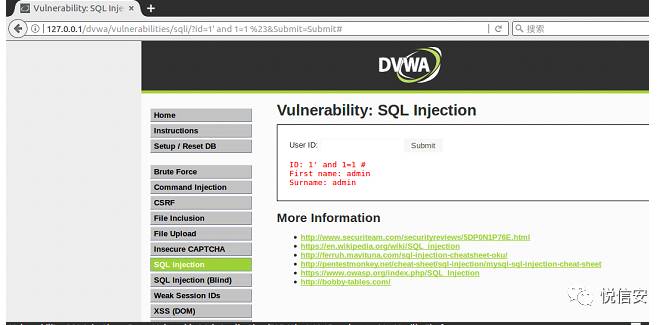 Vulnerability: SQL Inje ×
127.0.0.1/dvwa/vulnerabilities/sqli/?id=1' and 1=1 %23&Submit=Submit#
搜索
DVWA
Home
Instructions
Setup / Reset DB
Brute Force
Command Injection
CSRF
File Inclusion
File Upload
Insecure CAPTCHA
SQL Injection
SQL Injection (Blind)
Weak Session IDs
XSS (DOM)
Vulnerability: SQL Injection
User ID:
Submit
ID: 1' and 1=1 #
First name: admin
Surname: admin
More Information
http://www.securiteam.com/securityreviews/5DP0N1P76E.html
https://en.wikipedia.org/wiki/SQL_injection
http://ferruh.mavituna.com/sql-injection-cheatsheet-oku/
http://pentestmonkey.net/cheat-sheet/sql-injection/mysql-sql-injection-cheat-sheet
https://www.owasp.org/index.php/SQL_Injection
http://bobby-tables.com/
悦信安